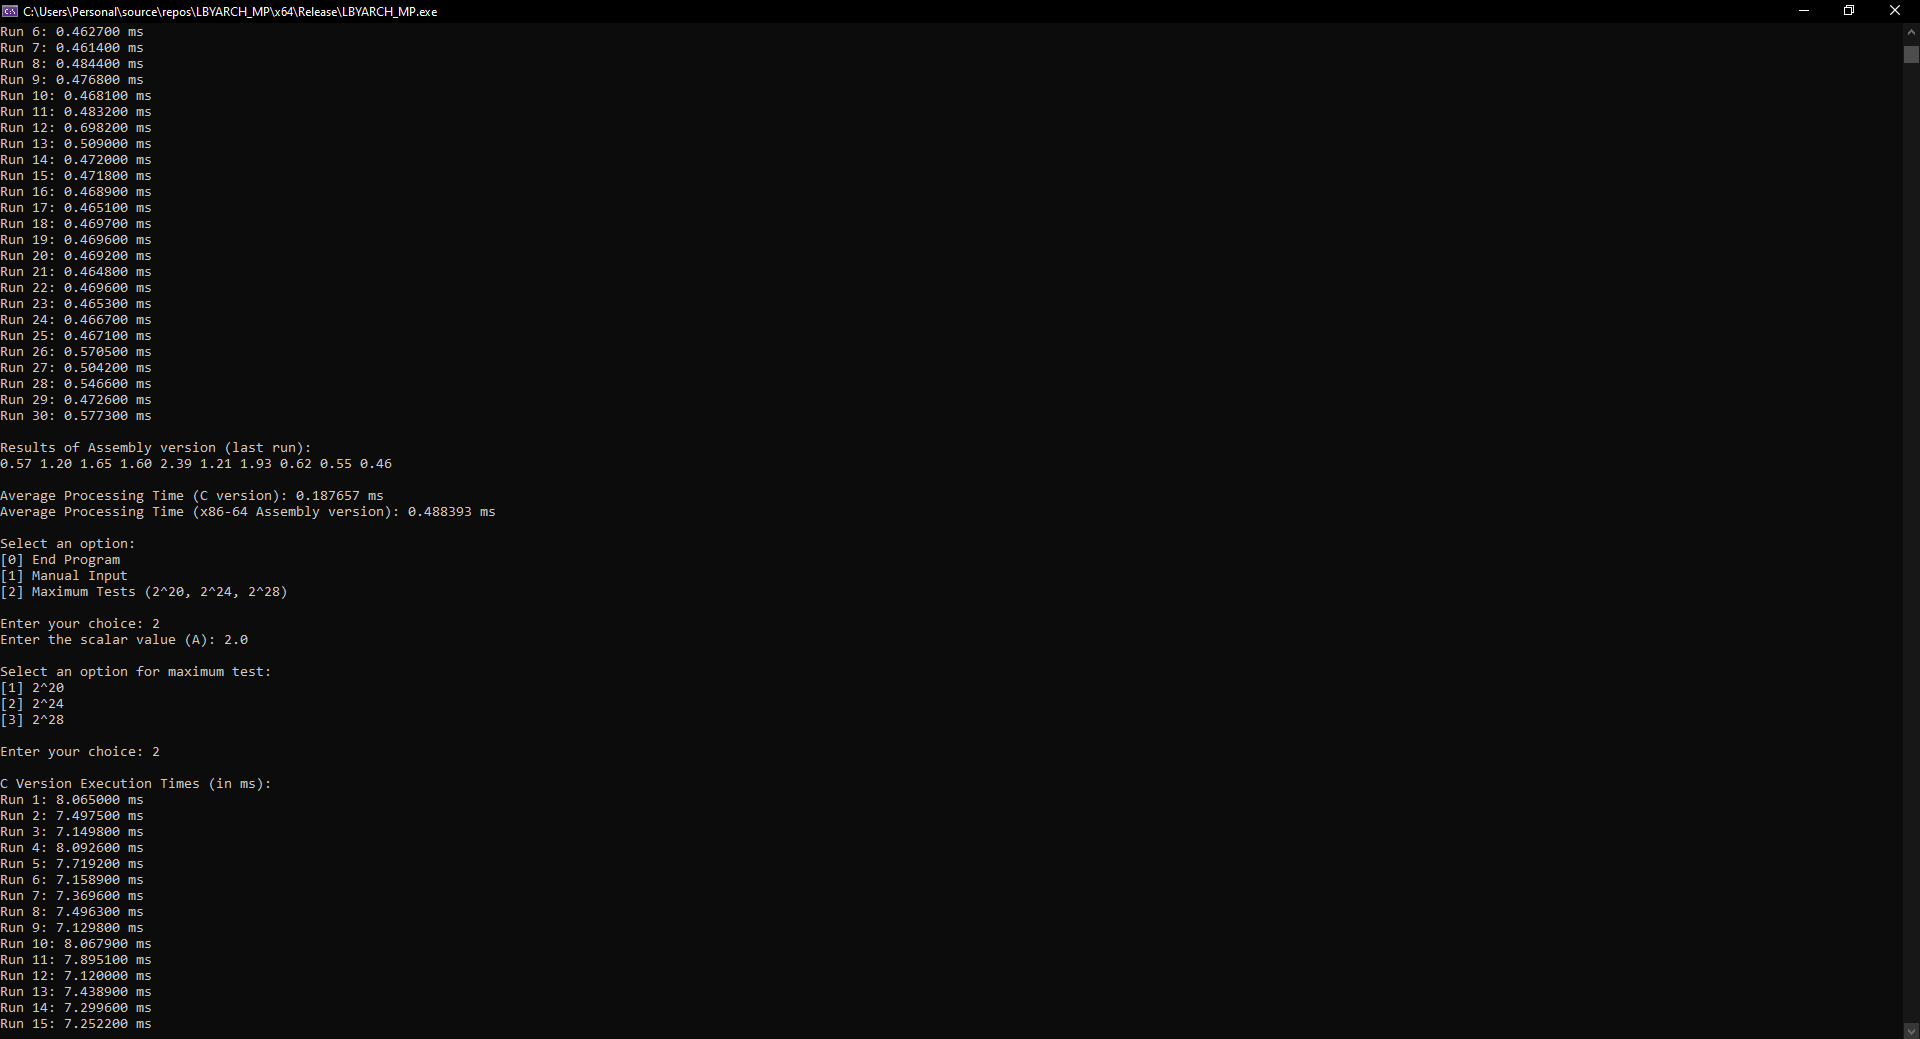 C:\Users\Personal\source\repos\LBYARCH_MP\x64\Release\LBYARCH_MP.exe
Run 6: 0.462700 ms
Run 7: 0.461400 ms
Run 8: 0.484400 ms
Run 9: 0.476800 ms
Run 10: 0.468100 ms
Run 11: 0.483200 ms
Run 12: 0.698200 ms
Run 13: 0.509000 ms
Run 14: 0.472000 ms
Run 15: 0.471800 ms
Run 16: 0.468900 ms
Run 17: 0.465100 ms
Run 18: 0.469700 ms
Run 19: 0.469600 ms
Run 20: 0.469200 ms
Run 21: 0.464800 ms
Run 22: 0.469600 ms
Run 23: 0.465300 ms
Run 24: 0.466700 ms
Run 25: 0.467100 ms
Run 26: 0.570500 ms
Run 27: 0.504200 ms
Run 28: 0.546600 ms
Run 29: 0.472600 ms
Run 30: 0.577300 ms
Results of Assembly version (last run):
0.57 1.20 1.65 1.60 2.39 1.21 1.93 0.62 0.55 0.46
Average Processing Time (C version): 0.187657 ms
Average Processing Time (x86-64 Assembly version): 0.488393 ms
Select an option:
[0] End Program
[1] Manual Input
[2] Maximum Tests (2^20, 2^24, 2^28)
Enter your choice: 2
Enter the scalar value (A): 2.0
Select an option for maximum test:
[1] 2^20
[2] 2^24
[3] 2^28
Enter your choice: 2
C Version Execution Times (in ms):
Run 1: 8.065000 ms
Run 2: 7.497500 ms
Run 3: 7.149800 ms
Run 4: 8.092600 ms
Run 5: 7.719200 ms
Run 6: 7.158900 ms
Run 7: 7.369600 ms
Run 8: 7.496300 ms
Run 9: 7.129800 ms
Run 10: 8.067900 ms
Run 11: 7.895100 ms
Run 12: 7.120000 ms
Run 13: 7.438900 ms
Run 14: 7.299600 ms
Run 15: 7.252200 ms